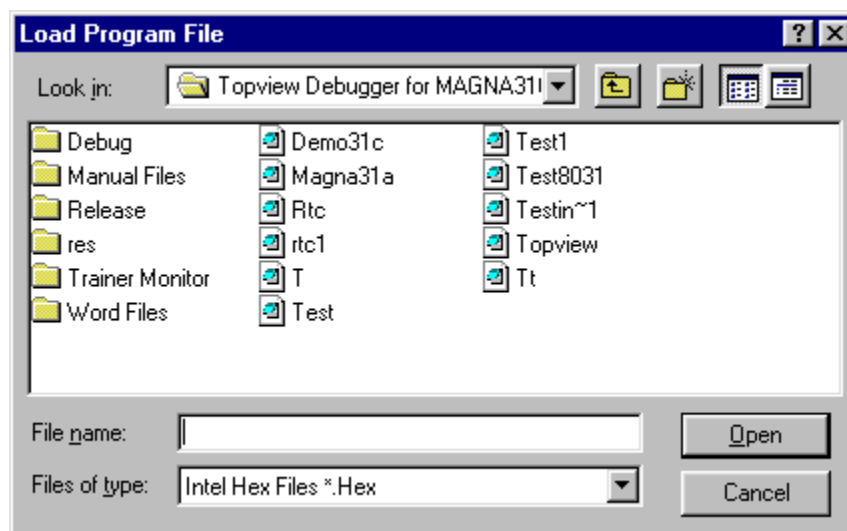 Load Program File
Look in:
Topview Debugger for MAGNA31
Debug
Manual Files
Release
res
Trainer Monitor
Word Files
Demo31c
Magna31a
Rtc
rtc1
T
Test
Test1
Test8031
Testin~1
Topview
Tt
File name:
Open
Files of type:
Intel Hex Files *.Hex
Cancel